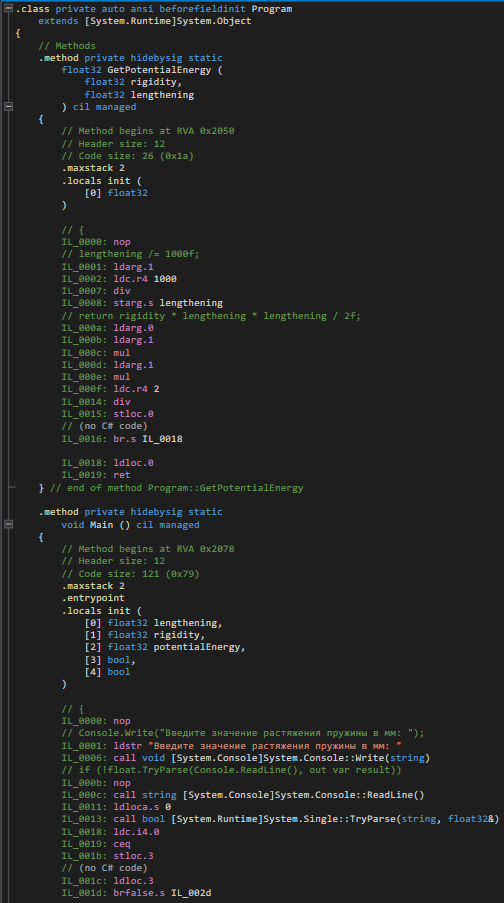 .class private auto ansi beforefieldinit Program
extends [System.Runtime]System.Object
{
// Methods
.method private hidebysig static
float32 GetPotentialEnergy (
float32 rigidity,
float32 lengthening
) cil managed
{
// Method begins at RVA 0x2050
// Header size: 12
// Code size: 26 (0x1a)
.maxstack 2
.locals init (
[0] float32
)
// {
IL_0000: nop
// lengthening /= 1000f;
IL_0001: ldarg.1
IL_0002: ldc.r4 1000
IL_0007: div
IL_0008: starg.s lengthening
// return rigidity * lengthening * lengthening / 2f;
IL_000a: ldarg.0
IL_000b: ldarg.1
IL_000c: mul
IL_000d: ldarg.1
IL_000e: mul
IL_000f: ldc.r4 2
IL_0014: div
IL_0015: stloc.0
// (no C# code)
IL_0016: br.s IL_0018
IL_0018: ldloc.0
IL_0019: ret
} // end of method Program::GetPotentialEnergy
.method private hidebysig static
void Main () cil managed
{
// Method begins at RVA 0x2078
// Header size: 12
// Code size: 121 (0x79)
.maxstack 2
.entrypoint
.locals init (
[0] float32 lengthening,
[1] float32 rigidity,
[2] float32 potentialEnergy,
[3] bool,
[4] bool
)
// {
IL_0000: nop
// Console.Write("Введите значение растяжения пружины в мм: ");
IL_0001: ldstr "Введите значение растяжения пружины в мм: "
IL_0006: call void [System.Console]System.Console::Write(string)
// if (!float.TryParse(Console.ReadLine(), out var result))
IL_000b: nop
IL_000c: call string [System.Console]System.Console::ReadLine()
IL_0011: ldloca.s 0
IL_0013: call bool [System.Runtime]System.Single::TryParse(string, float32&)
IL_0018: ldc.i4.0
IL_0019: ceq
IL_001b: stloc.3
// (no C# code)
IL_001c: ldloc.3
IL_001d: brfalse.s IL_002d